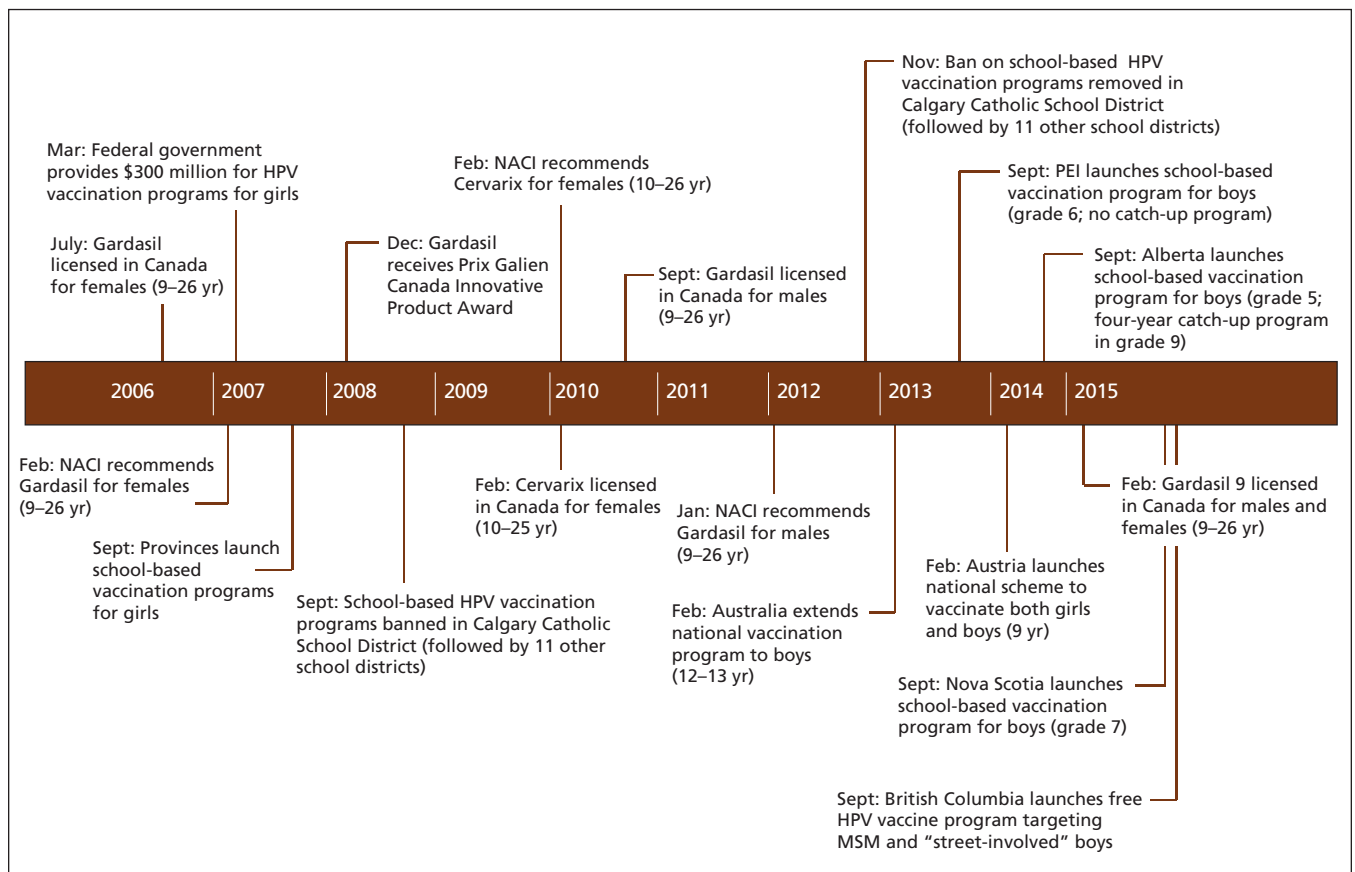 Nov: Ban on school-based HPV
vaccination programs removed in
Calgary Catholic School District
(followed by 11 other school districts)
Mar: Federal government
provides $300 million for HPV
vaccination programs for girls
Feb: NACI recommends
Cervarix for females (10–26 yr)
Sept: PEI launches school-based
vaccination program for boys
(grade 6; no catch-up program)
July: Gardasil
licensed in Canada
for females (9–26 yr)
Dec: Gardasil
receives Prix Galien
Canada Innovative
Product Award
Sept: Gardasil licensed
in Canada for males
(9–26 yr)
Sept: Alberta launches
school-based vaccination
program for boys (grade 5;
four-year catch-up program
in grade 9)
2006 2007 2008 2009 2010 2011 2012 2013 2014 2015
Feb: NACI recommends
Gardasil for females
(9–26 yr)
Sept: Provinces launch
school-based
vaccination programs
for girls
Sept: School-based HPV vaccination
programs banned in Calgary Catholic
School District (followed by 11 other
school districts)
Feb: Cervarix licensed
in Canada for females
(10–25 yr)
Jan: NACI recommends
Gardasil for males
(9–26 yr)
Feb: Australia extends
national vaccination
program to boys
(12–13 yr)
Feb: Austria launches
national scheme to
vaccinate both girls
and boys (9 yr)
Feb: Gardasil 9 licensed
in Canada for males and
females (9–26 yr)
Sept: Nova Scotia launches
school-based vaccination
program for boys (grade 7)
Sept: British Columbia launches free
HPV vaccine program targeting
MSM and “street-involved” boys